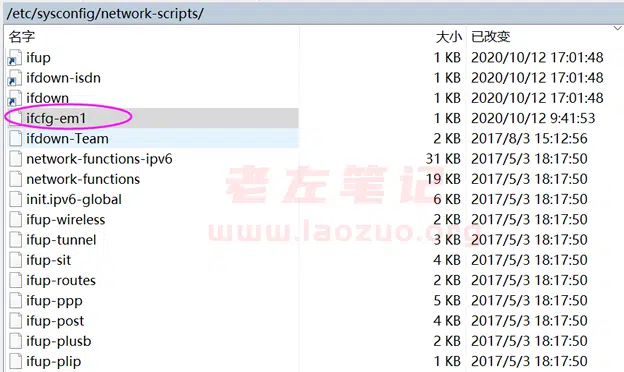 /etc/sysconfig/network-scripts/
名字 大小 已改变
ifup 1 KB 2020/10/12 17:01:48
ifdown-isdn 1 KB 2020/10/12 17:01:48
ifdown 1 KB 2020/10/12 17:01:48
ifcfg-em1 1 KB 2020/10/12 9:41:53
ifdown-Team 2 KB 2017/8/3 15:12:56
network-functions-ipv6 31 KB 2017/5/3 18:17:50
network-functions 19 KB 2017/5/3 18:17:50
init.ipv6-global 6 KB 2017/5/3 18:17:50
ifup-wireless 2 KB 2017/5/3 18:17:50
ifup-tunnel 3 KB 2017/5/3 18:17:50
ifup-sit 4 KB 2017/5/3 18:17:50
ifup-routes 2 KB 2017/5/3 18:17:50
ifup-ppp 5 KB 2017/5/3 18:17:50
ifup-post 4 KB 2017/5/3 18:17:50
ifup-plusb 2 KB 2017/5/3 18:17:50
ifup-plip 1 KB 2017/5/3 18:17:50
老左笔记
www.laozuo.org